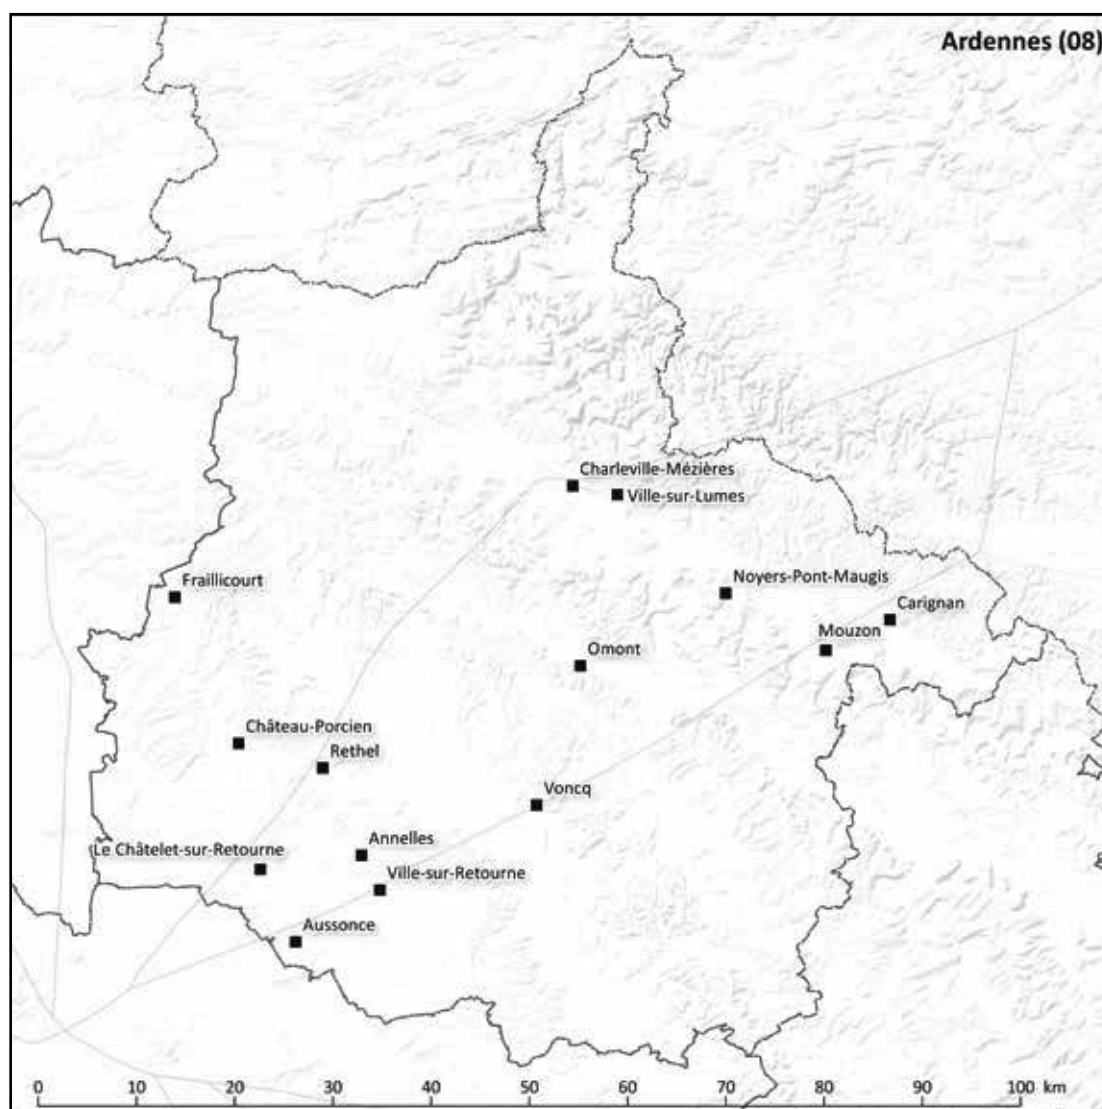 Ardennes (08)
Charleville-Mézières
Ville-sur-Lumes
Fraillicourt
Noyers-Pont-Maugis
Carignan
Mouzon
Omont
Château-Porcien
Rethel
Voncq
Annelles
Le Châtelet-sur-Retourne
Ville-sur-Retourne
Aussonce
0 10 20 30 40 50 60 70 80 90 100 km